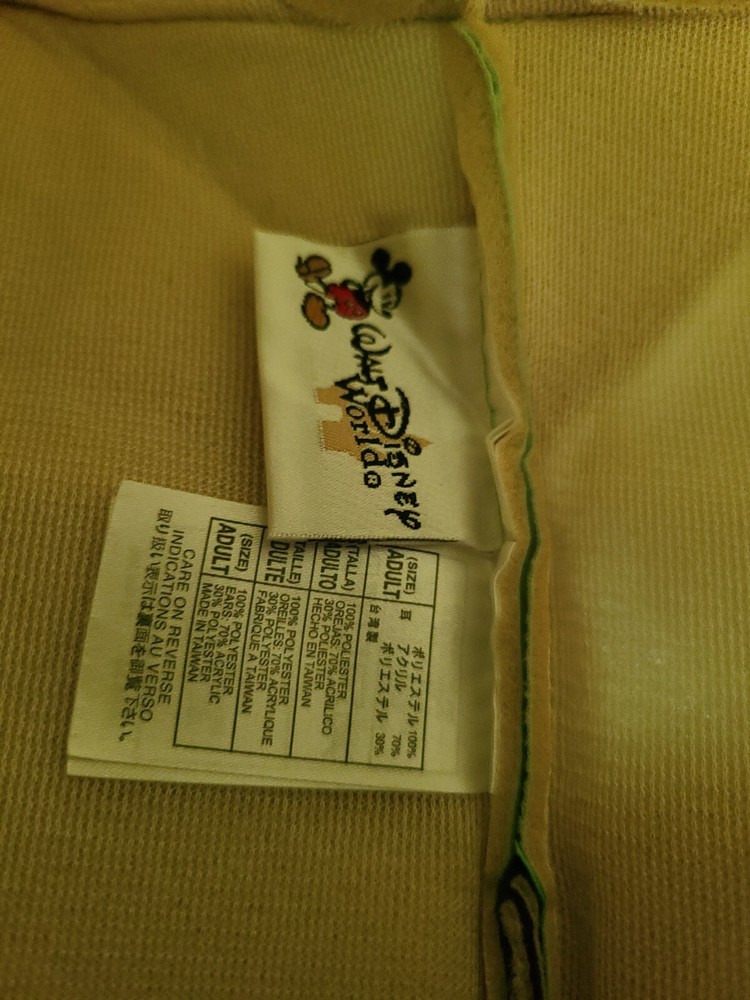 WALT DISNEY
World®
(SIZE)
ADULT
耳
ポリエステル 100%
アクリル 70%
ポリエステル 30%
台湾製
(TALLA)
ADULTO
100% POLIESTER
OREJAS: 70% ACRILICO
30% POLIESTER
HECHO EN TAIWAN
TAILLE)
ADULTE
100% POLYESTER
OREILLES: 70% ACRYLIQUE
30% POLYESTER
FABRIQUE A TAIWAN
(SIZE)
ADULT
100% POLYESTER
EARS: 70% ACRYLIC
30% POLYESTER
MADE IN TAIWAN
CARE ON REVERSE
INDICATIONS AU VERSO
取り扱い表示は裏面を御覧下さい。